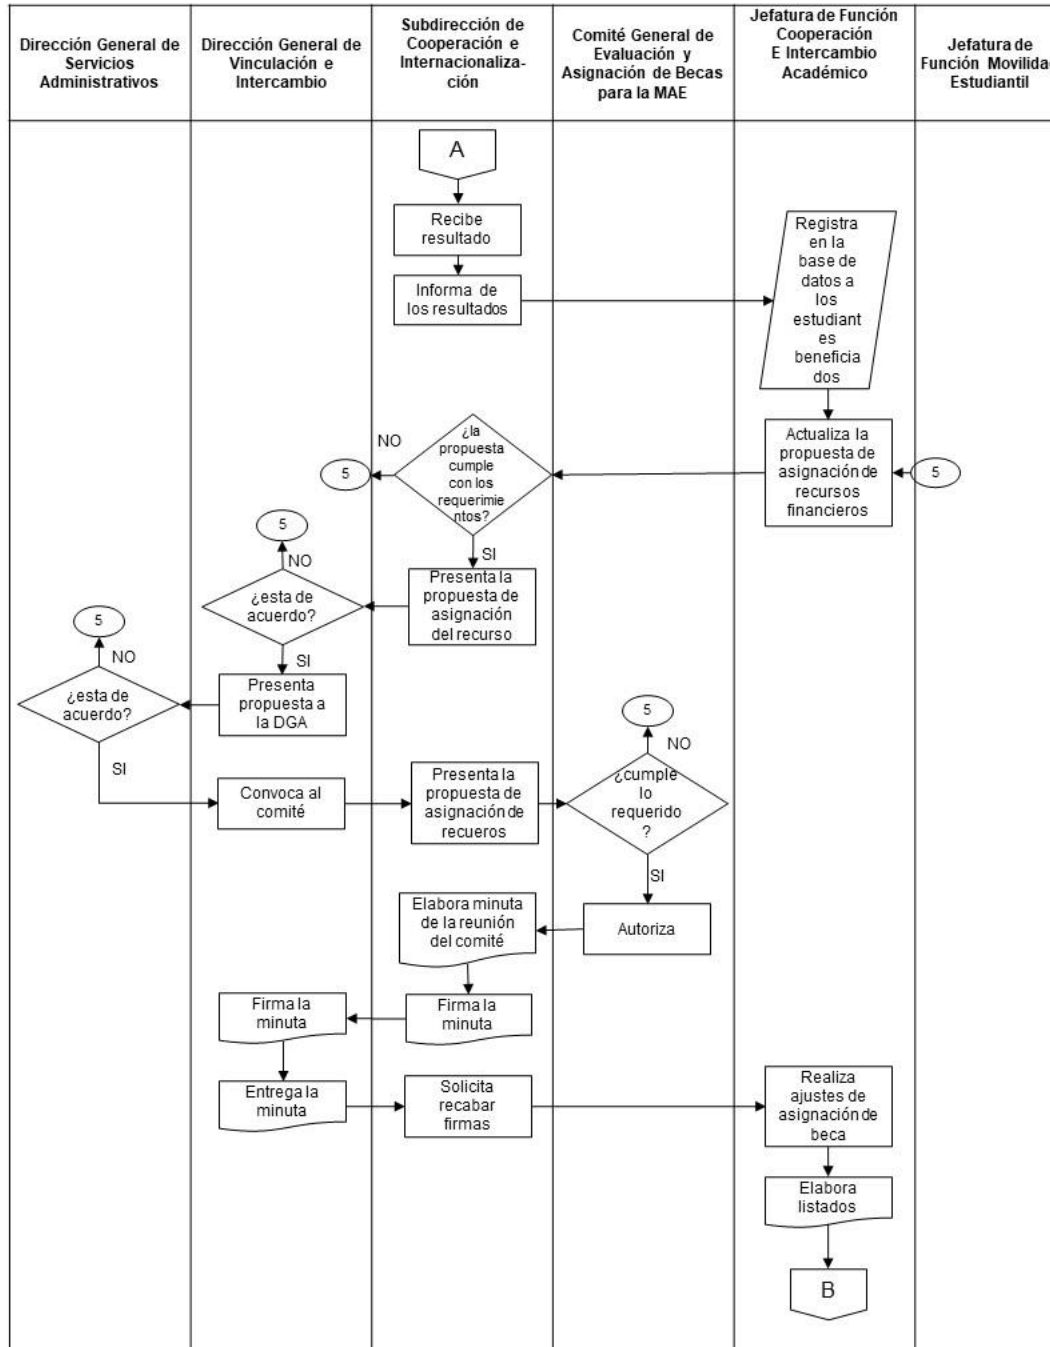 Dirección General de
Servicios
Administrativos
Dirección General de
Vinculación e
Intercambio
Subdirección de
Cooperación e
Internacionaliza-
ción
Comité General de
Evaluación y
Asignación de Becas
para la MAE
Jefatura de Función
Cooperación
E Intercambio
Académico
Jefatura de
Función Movilidad
Estudiantil
A
Recibe
resultado
Informa de
los resultados
Registra
en la
base de
datos a
los
estudiant
es
beneficia
dos
Actualiza la
propuesta de
asignación de
recursos
financieros
5
¿la
propuesta
cumple
con los
requerimie
ntos?
NO
5
SI
Presenta la
propuesta de
asignación
del recurso
¿esta de
acuerdo?
NO
5
SI
Presenta
propuesta a
la DGA
¿esta de
acuerdo?
NO
5
SI
Convoca al
comité
Presenta la
propuesta de
asignación de
recueros
¿cumple
lo
requerido
?
NO
5
SI
Autoriza
Elabora minuta
de la reunión
del comité
Firma la
minuta
Firma la
minuta
Entrega la
minuta
Solicita
recabar
firmas
Realiza
ajustes de
asignación de
beca
Elabora
listados
B